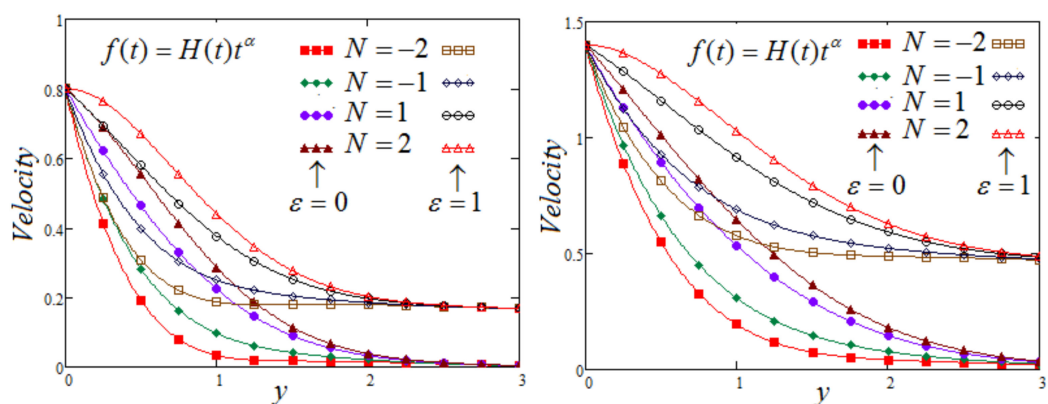 1
0.8
0.6
0.4
0.2
0
0 1 2 3
Velocity
y
f(t) = H(t)t^α
N = −2
N = −1
N = 1
N = 2
↑ ↑
ε = 0 ε = 1
1.5
1
0.5
0
0 1 2 3
Velocity
y
f(t) = H(t)t^α
N = −2
N = −1
N = 1
N = 2
↑ ↑
ε = 0 ε = 1